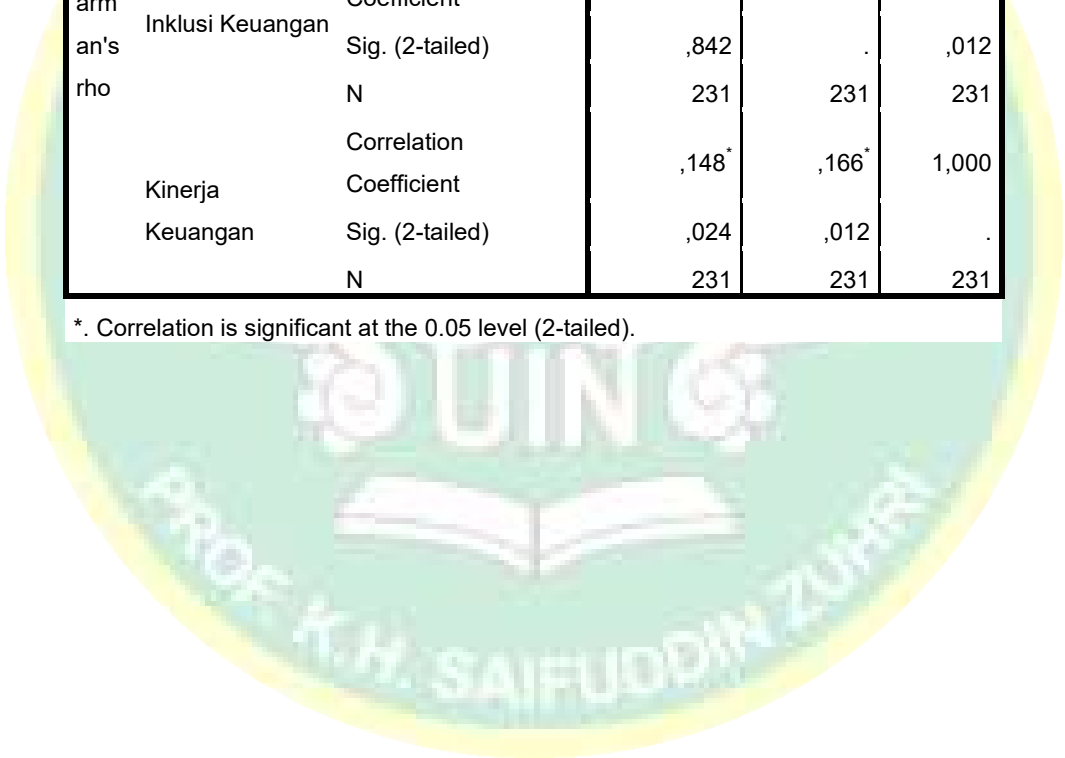 arm
an's
rho
Inklusi Keuangan
Coefficient
Sig. (2-tailed) ,842 . ,012
N 231 231 231
Kinerja
Keuangan
Correlation
Coefficient
,148* ,166* 1,000
Sig. (2-tailed) ,024 ,012 .
N 231 231 231
*. Correlation is significant at the 0.05 level (2-tailed).
UIN
PROF. K.H. SAIFUDDIN ZUHRI